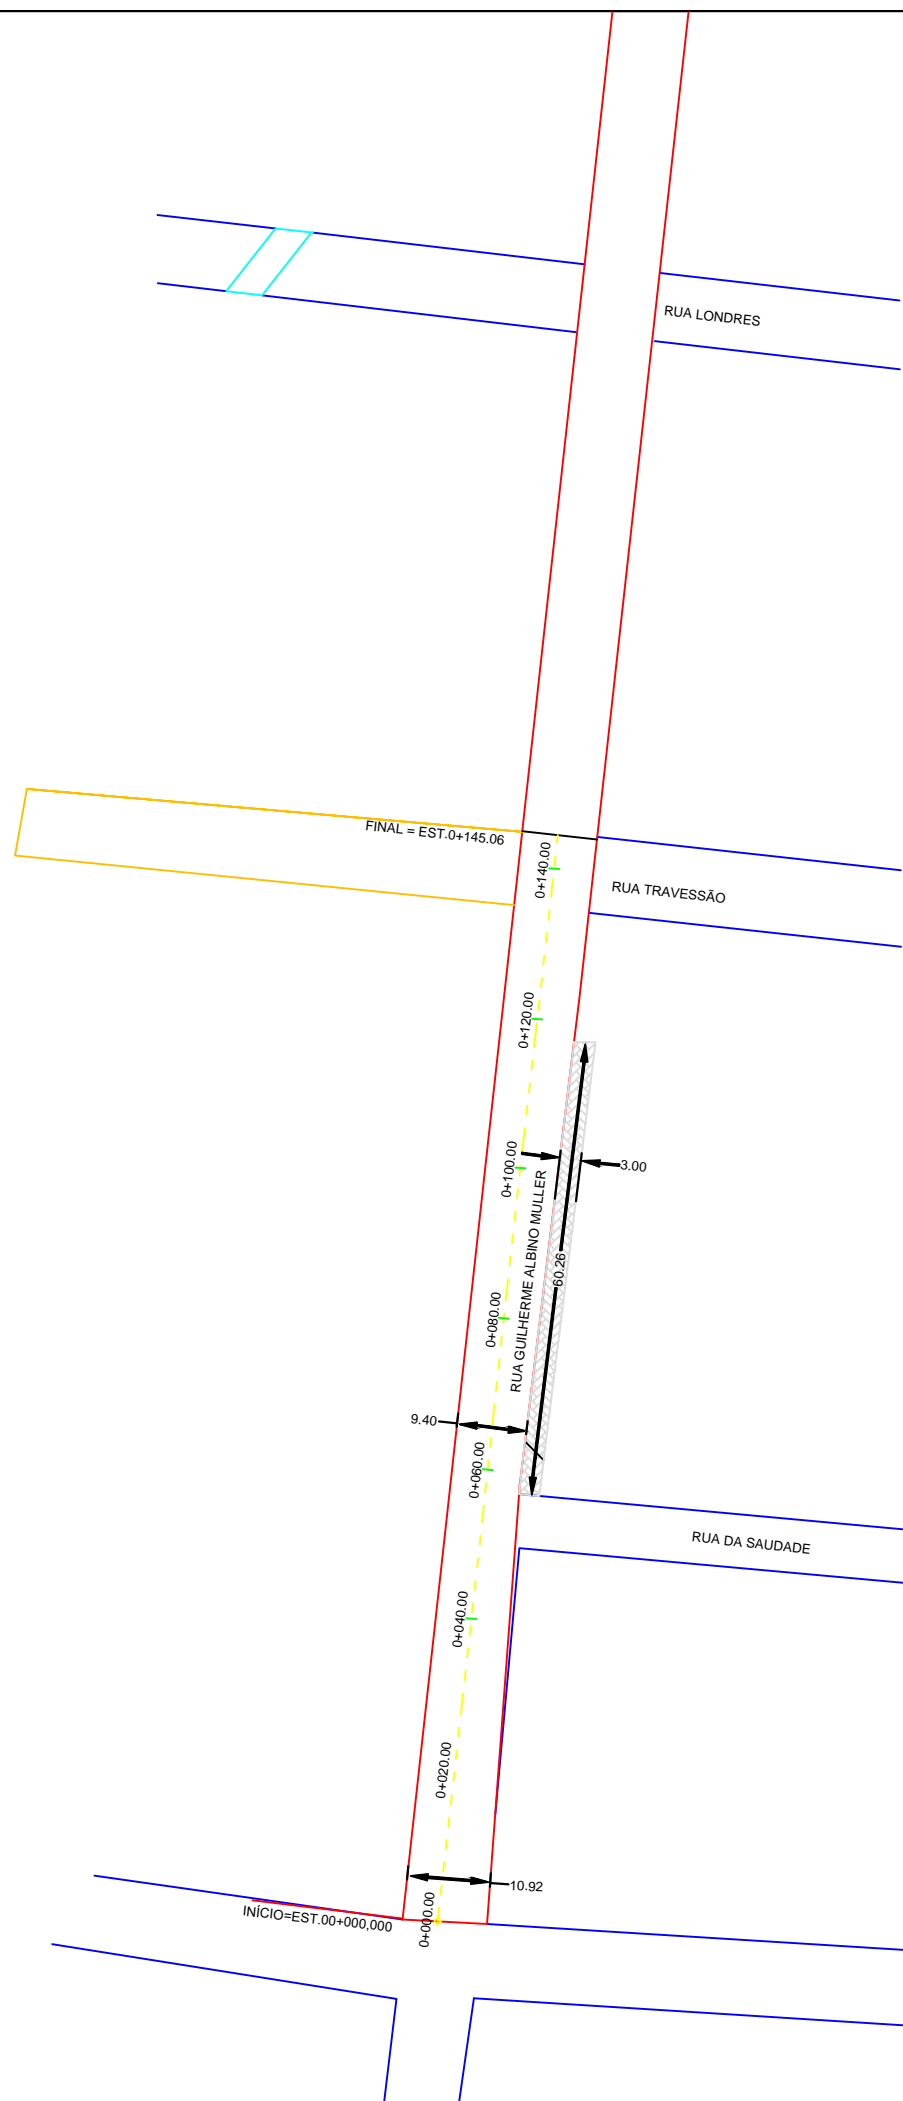 RUA LONDRES
FINAL = EST.0+145.06
0+140.00
RUA TRAVESSÃO
0+120.00
0+100.00
3.00
RUA GUILHERME ALBINO MULLER
60.26
0+080.00
9.40
0+060.00
RUA DA SAUDADE
0+040.00
0+020.00
10.92
0+000.00
INÍCIO=EST.00+000,000